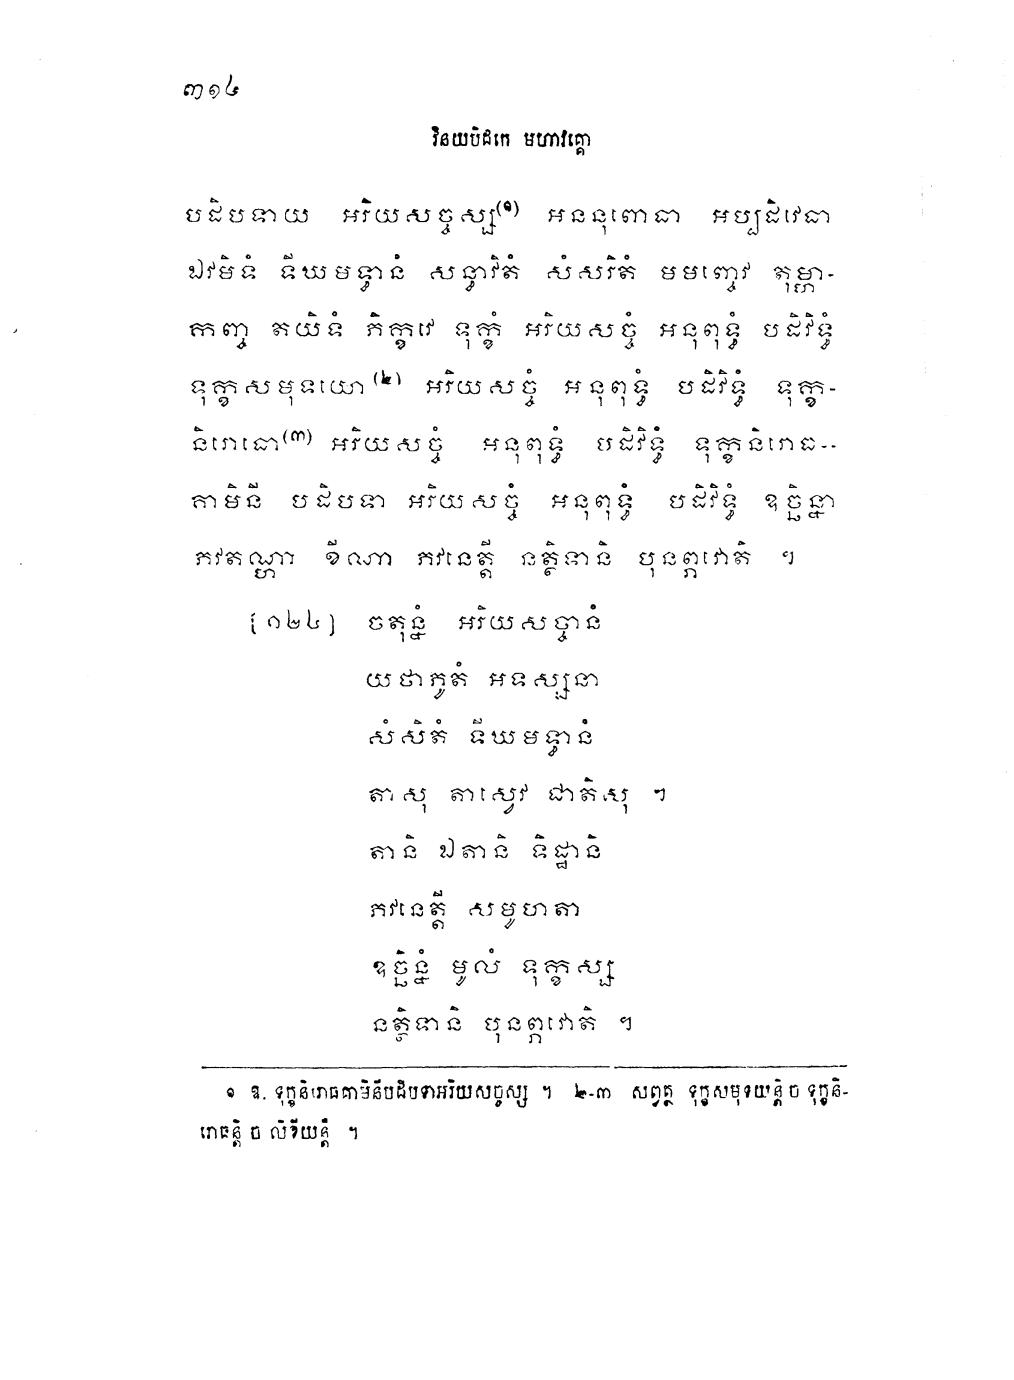 ៣១៤
វិនយបិដកេ មហាវគ្គោ
បដិបទាយ អរិយសច្ចស្ស(១) អននុពោធា អប្បដិវេធា
ឯវមិទំ ទីឃមទ្ធានំ សន្ធាវិតំ សំសរិតំ មមញ្ចេវ តុម្ហា-
កញ្ច តយិទំ ភិក្ខវេ ទុក្ខំ អរិយសច្ចំ អនុពុទ្ធំ បដិវិទ្ធំ
ទុក្ខសមុទយោ(២) អរិយសច្ចំ អនុពុទ្ធំ បដិវិទ្ធំ ទុក្ខ-
និរោធោ(៣) អរិយសច្ចំ អនុពុទ្ធំ បដិវិទ្ធំ ទុក្ខនិរោធ-
គាមិនី បដិបទា អរិយសច្ចំ អនុពុទ្ធំ បដិវិទ្ធំ ឧច្ឆិន្នា
ភវតណ្ហា ខីណា ភវនេត្តី នត្ថិទានិ បុនព្ភវោតិ ។
[១២៤] ចតុន្នំ អរិយសច្ចានំ
យថាភូតំ អទស្សនា
សំសិតំ ទីឃមទ្ធានំ
តាសុ តាស្វេវ ជាតិសុ ។
តានិ ឯតានិ ទិដ្ឋានិ
ភវនេត្តី សមូហតា
ឧច្ឆិន្នំ មូលំ ទុក្ខស្ស
នត្ថិទានិ បុនព្ភវោតិ ។
១ ឱ. ទុក្ខនិរោធគាមិនីបដិបទាអរិយសច្ចស្ស ។ ២-៣ សព្វត្ថ ទុក្ខសមុទយន្តិ ច ទុក្ខនិ-
រោធន្តិ ច លិខីយន្តិ ។